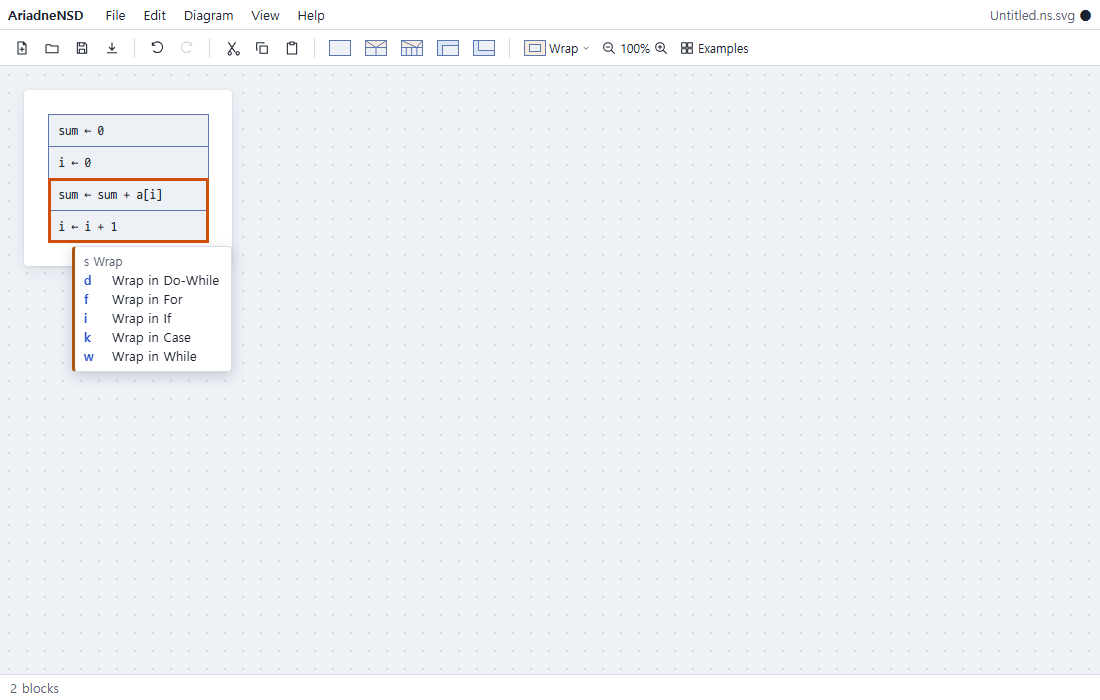 AriadneNSD File Edit Diagram View Help Untitled.ns.svg
Wrap 100% Examples
sum ← 0
i ← 0
sum ← sum + a[i]
i ← i + 1
s Wrap
d Wrap in Do-While
f Wrap in For
i Wrap in If
k Wrap in Case
w Wrap in While
2 blocks